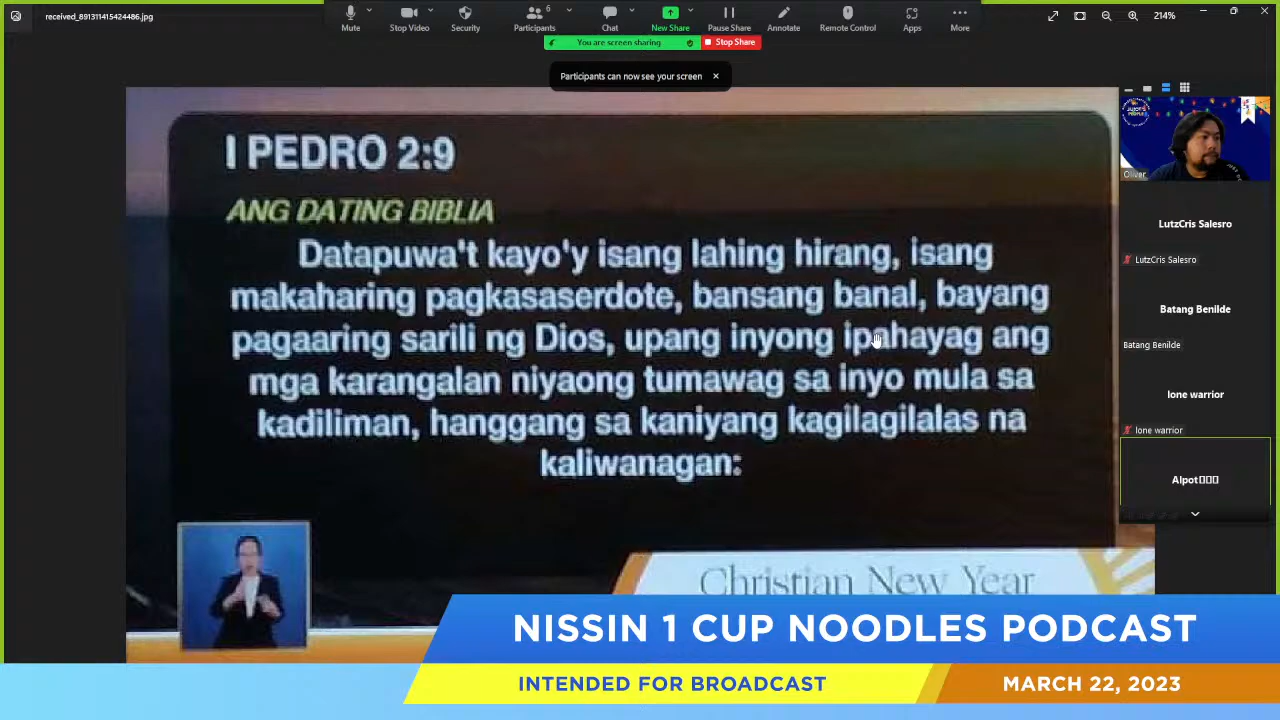 received_891311415424486.jpg
6
Mute
Stop Video
Security
Participants
Chat
New Share
Pause Share
Annotate
Remote Control
Apps
More
214%
You are screen sharing
Stop Share
Participants can now see your screen
I PEDRO 2:9
ANG DATING BIBLIA
Datapuwa't kayo'y isang lahing hirang, isang
makaharing pagkasaserdote, bansang banal, bayang
pagaaring sarili ng Dios, upang inyong ipahayag ang
mga karangalan niyaong tumawag sa inyo mula sa
kadiliman, hanggang sa kaniyang kagilagilalas na
kaliwanagan:
Christian New Year
Oliver
LutzCris Salesro
LutzCris Salesro
Batang Benilde
Batang Benilde
lone warrior
lone warrior
Alpot
NISSIN 1 CUP NOODLES PODCAST
INTENDED FOR BROADCAST
MARCH 22, 2023